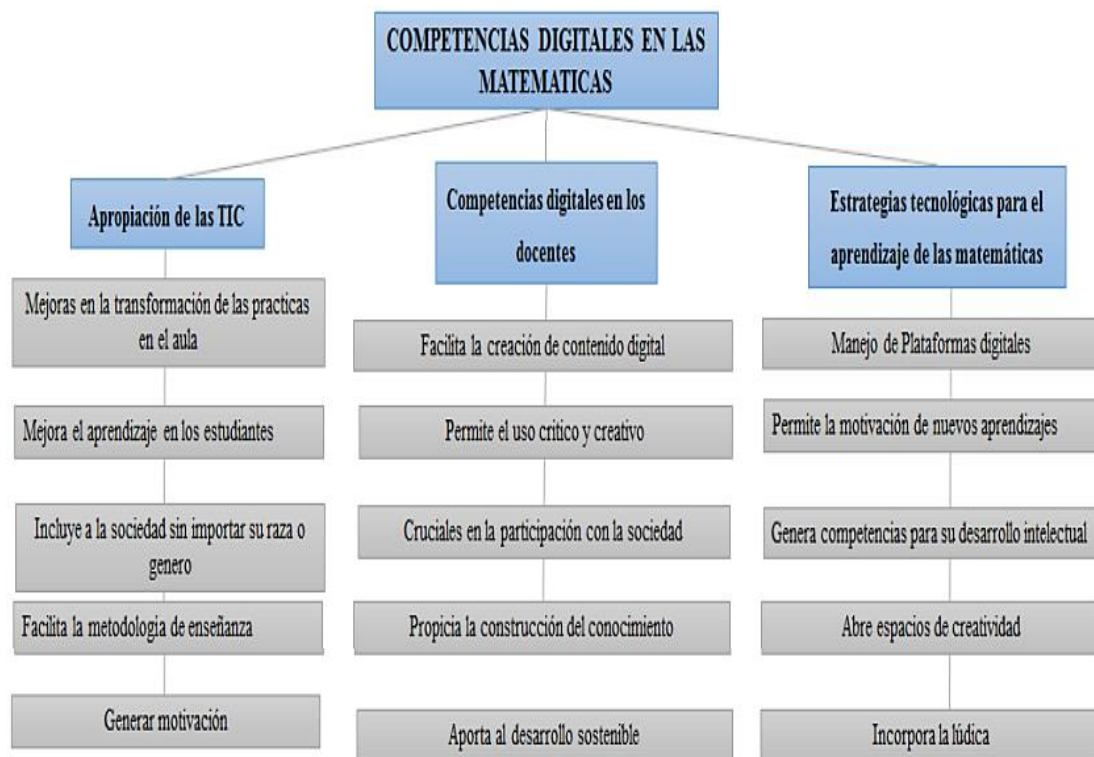 COMPETENCIAS DIGITALES EN LAS
MATEMATICAS
Apropiación de las TIC
Mejoras en la transformación de las practicas
en el aula
Mejora el aprendizaje en los estudiantes
Incluye a la sociedad sin importar su raza o
genero
Facilita la metodologia de enseñanza
Generar motivación
Competencias digitales en los
docentes
Facilita la creación de contenido digital
Permite el uso critico y creativo
Cruciales en la participación con la sociedad
Propicia la construcción del conocimiento
Aporta al desarrollo sostenible
Estrategias tecnológicas para el
aprendizaje de las matemáticas
Manejo de Plataformas digitales
Permite la motivación de nuevos aprendizajes
Genera competencias para su desarrollo intelectual
Abre espacios de creatividad
Incorpora la lúdica